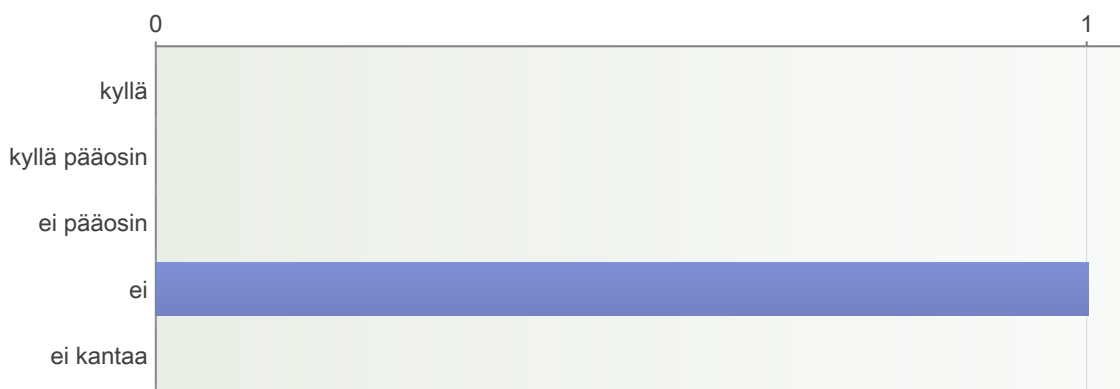 0 1
kyllä
kyllä pääosin
ei pääosin
ei
ei kantaa